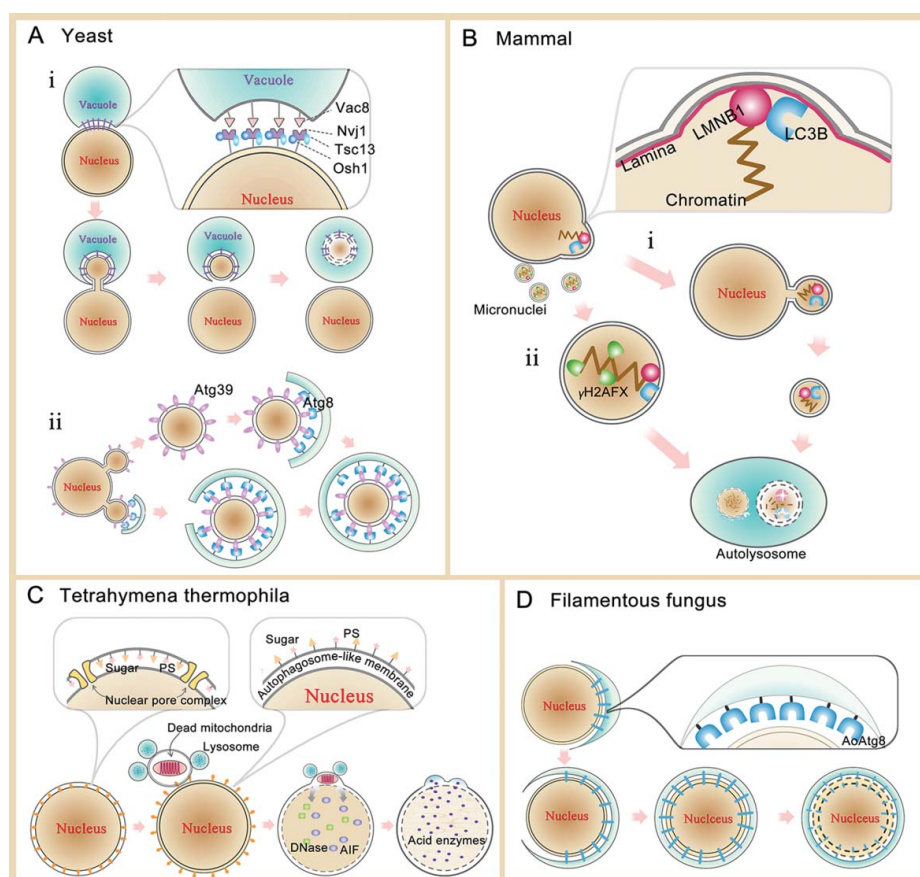 A Yeast
i
Vacuole
Nucleus
Vacuole
Vac8
Nvj1
Tsc13
Osh1
Nucleus
Vacuole
Nucleus
Vacuole
Nucleus
Nucleus
ii
Atg39
Atg8
Nucleus
B Mammal
LMNB1
LC3B
Lamina
Chromatin
Nucleus
Micronuclei
i
Nucleus
ii
γH2AFX
Autolysosome
C Tetrahymena thermophila
Sugar PS
Nuclear pore complex
Sugar PS
Autophagosome-like membrane
Nucleus
Dead mitochondria
Lysosome
Nucleus
Nucleus
DNase AIF
Acid enzymes
D Filamentous fungus
Nucleus
AoAtg8
Nucleus
Nucleceus
Nucleceus